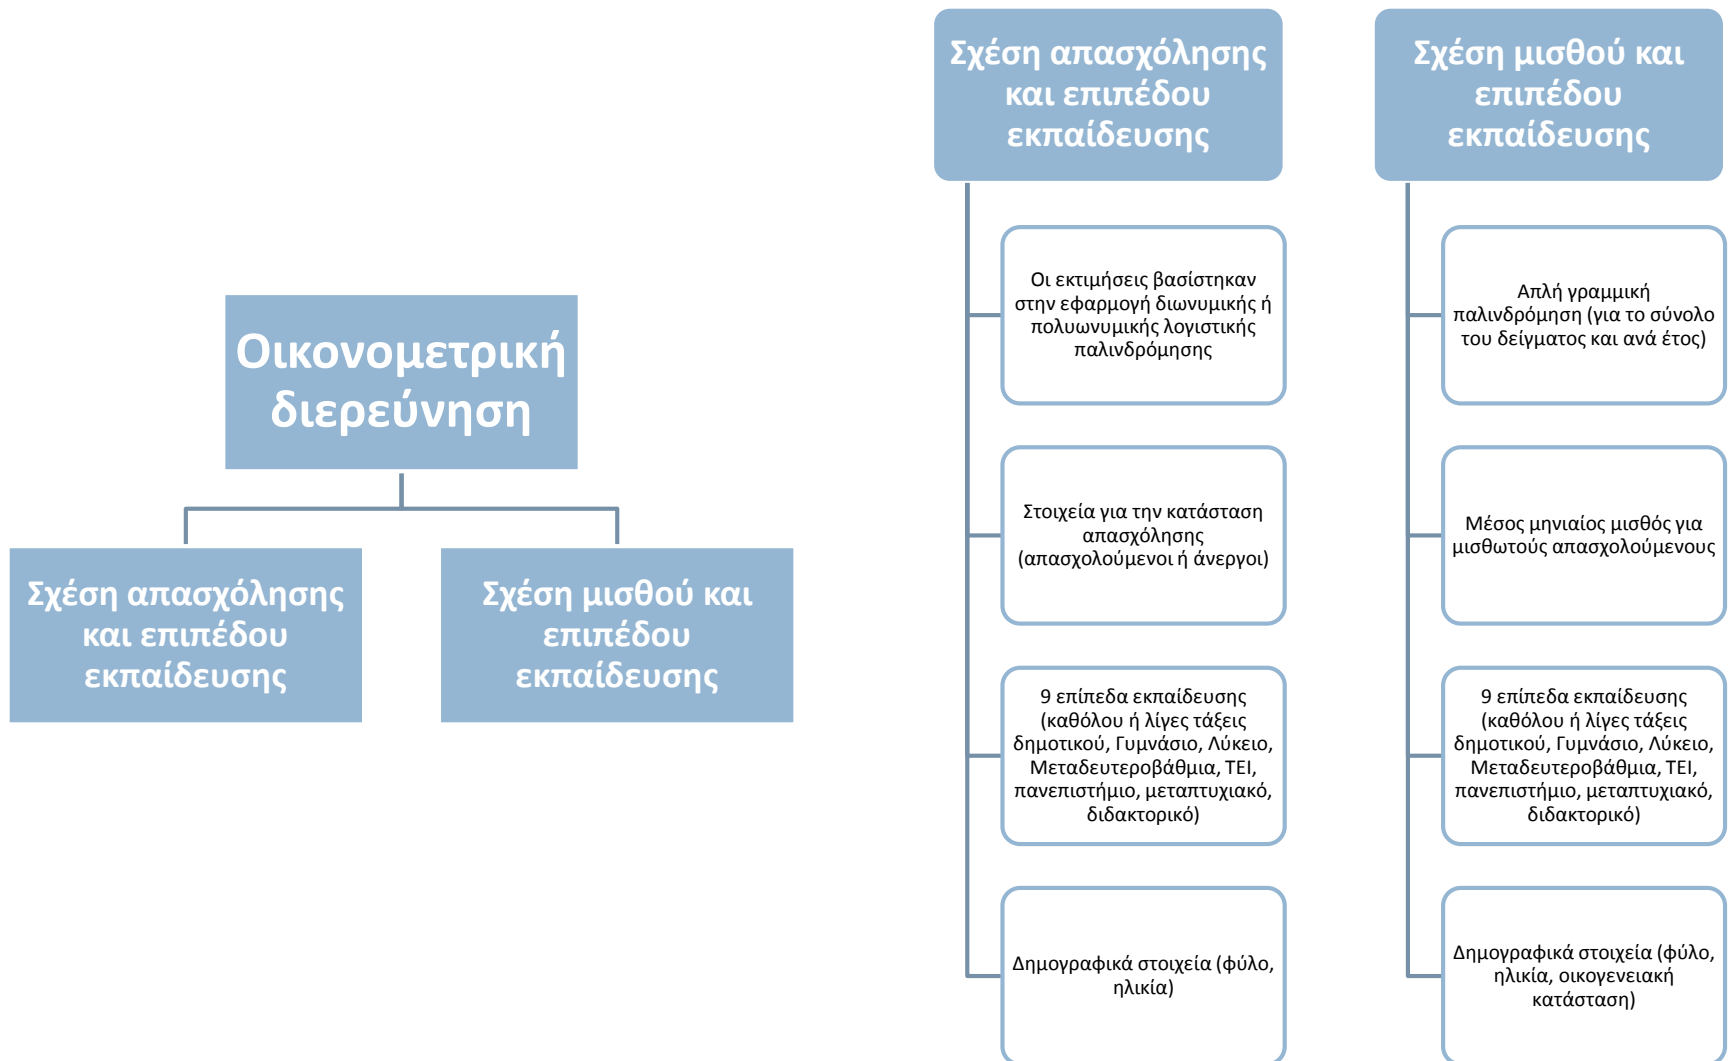 Οικονομετρική
διερεύνηση
Σχέση απασχόλησης
και επιπέδου
εκπαίδευσης
Σχέση μισθού και
επιπέδου
εκπαίδευσης
Σχέση απασχόλησης
και επιπέδου
εκπαίδευσης
Οι εκτιμήσεις βασίστηκαν
στην εφαρμογή διωνυμικής ή
πολυωνυμικής λογιστικής
παλινδρόμησης
Στοιχεία για την κατάσταση
απασχόλησης
(απασχολούμενοι ή άνεργοι)
9 επίπεδα εκπαίδευσης
(καθόλου ή λίγες τάξεις
δημοτικού, Γυμνάσιο, Λύκειο,
Μεταδευτεροβάθμια, ΤΕΙ,
πανεπιστήμιο, μεταπτυχιακό,
διδακτορικό)
Δημογραφικά στοιχεία (φύλο,
ηλικία)
Σχέση μισθού και
επιπέδου
εκπαίδευσης
Απλή γραμμική
παλινδρόμηση (για το σύνολο
του δείγματος και ανά έτος)
Μέσος μηνιαίος μισθός για
μισθωτούς απασχολούμενους
9 επίπεδα εκπαίδευσης
(καθόλου ή λίγες τάξεις
δημοτικού, Γυμνάσιο, Λύκειο,
Μεταδευτεροβάθμια, ΤΕΙ,
πανεπιστήμιο, μεταπτυχιακό,
διδακτορικό)
Δημογραφικά στοιχεία (φύλο,
ηλικία, οικογενειακή
κατάσταση)